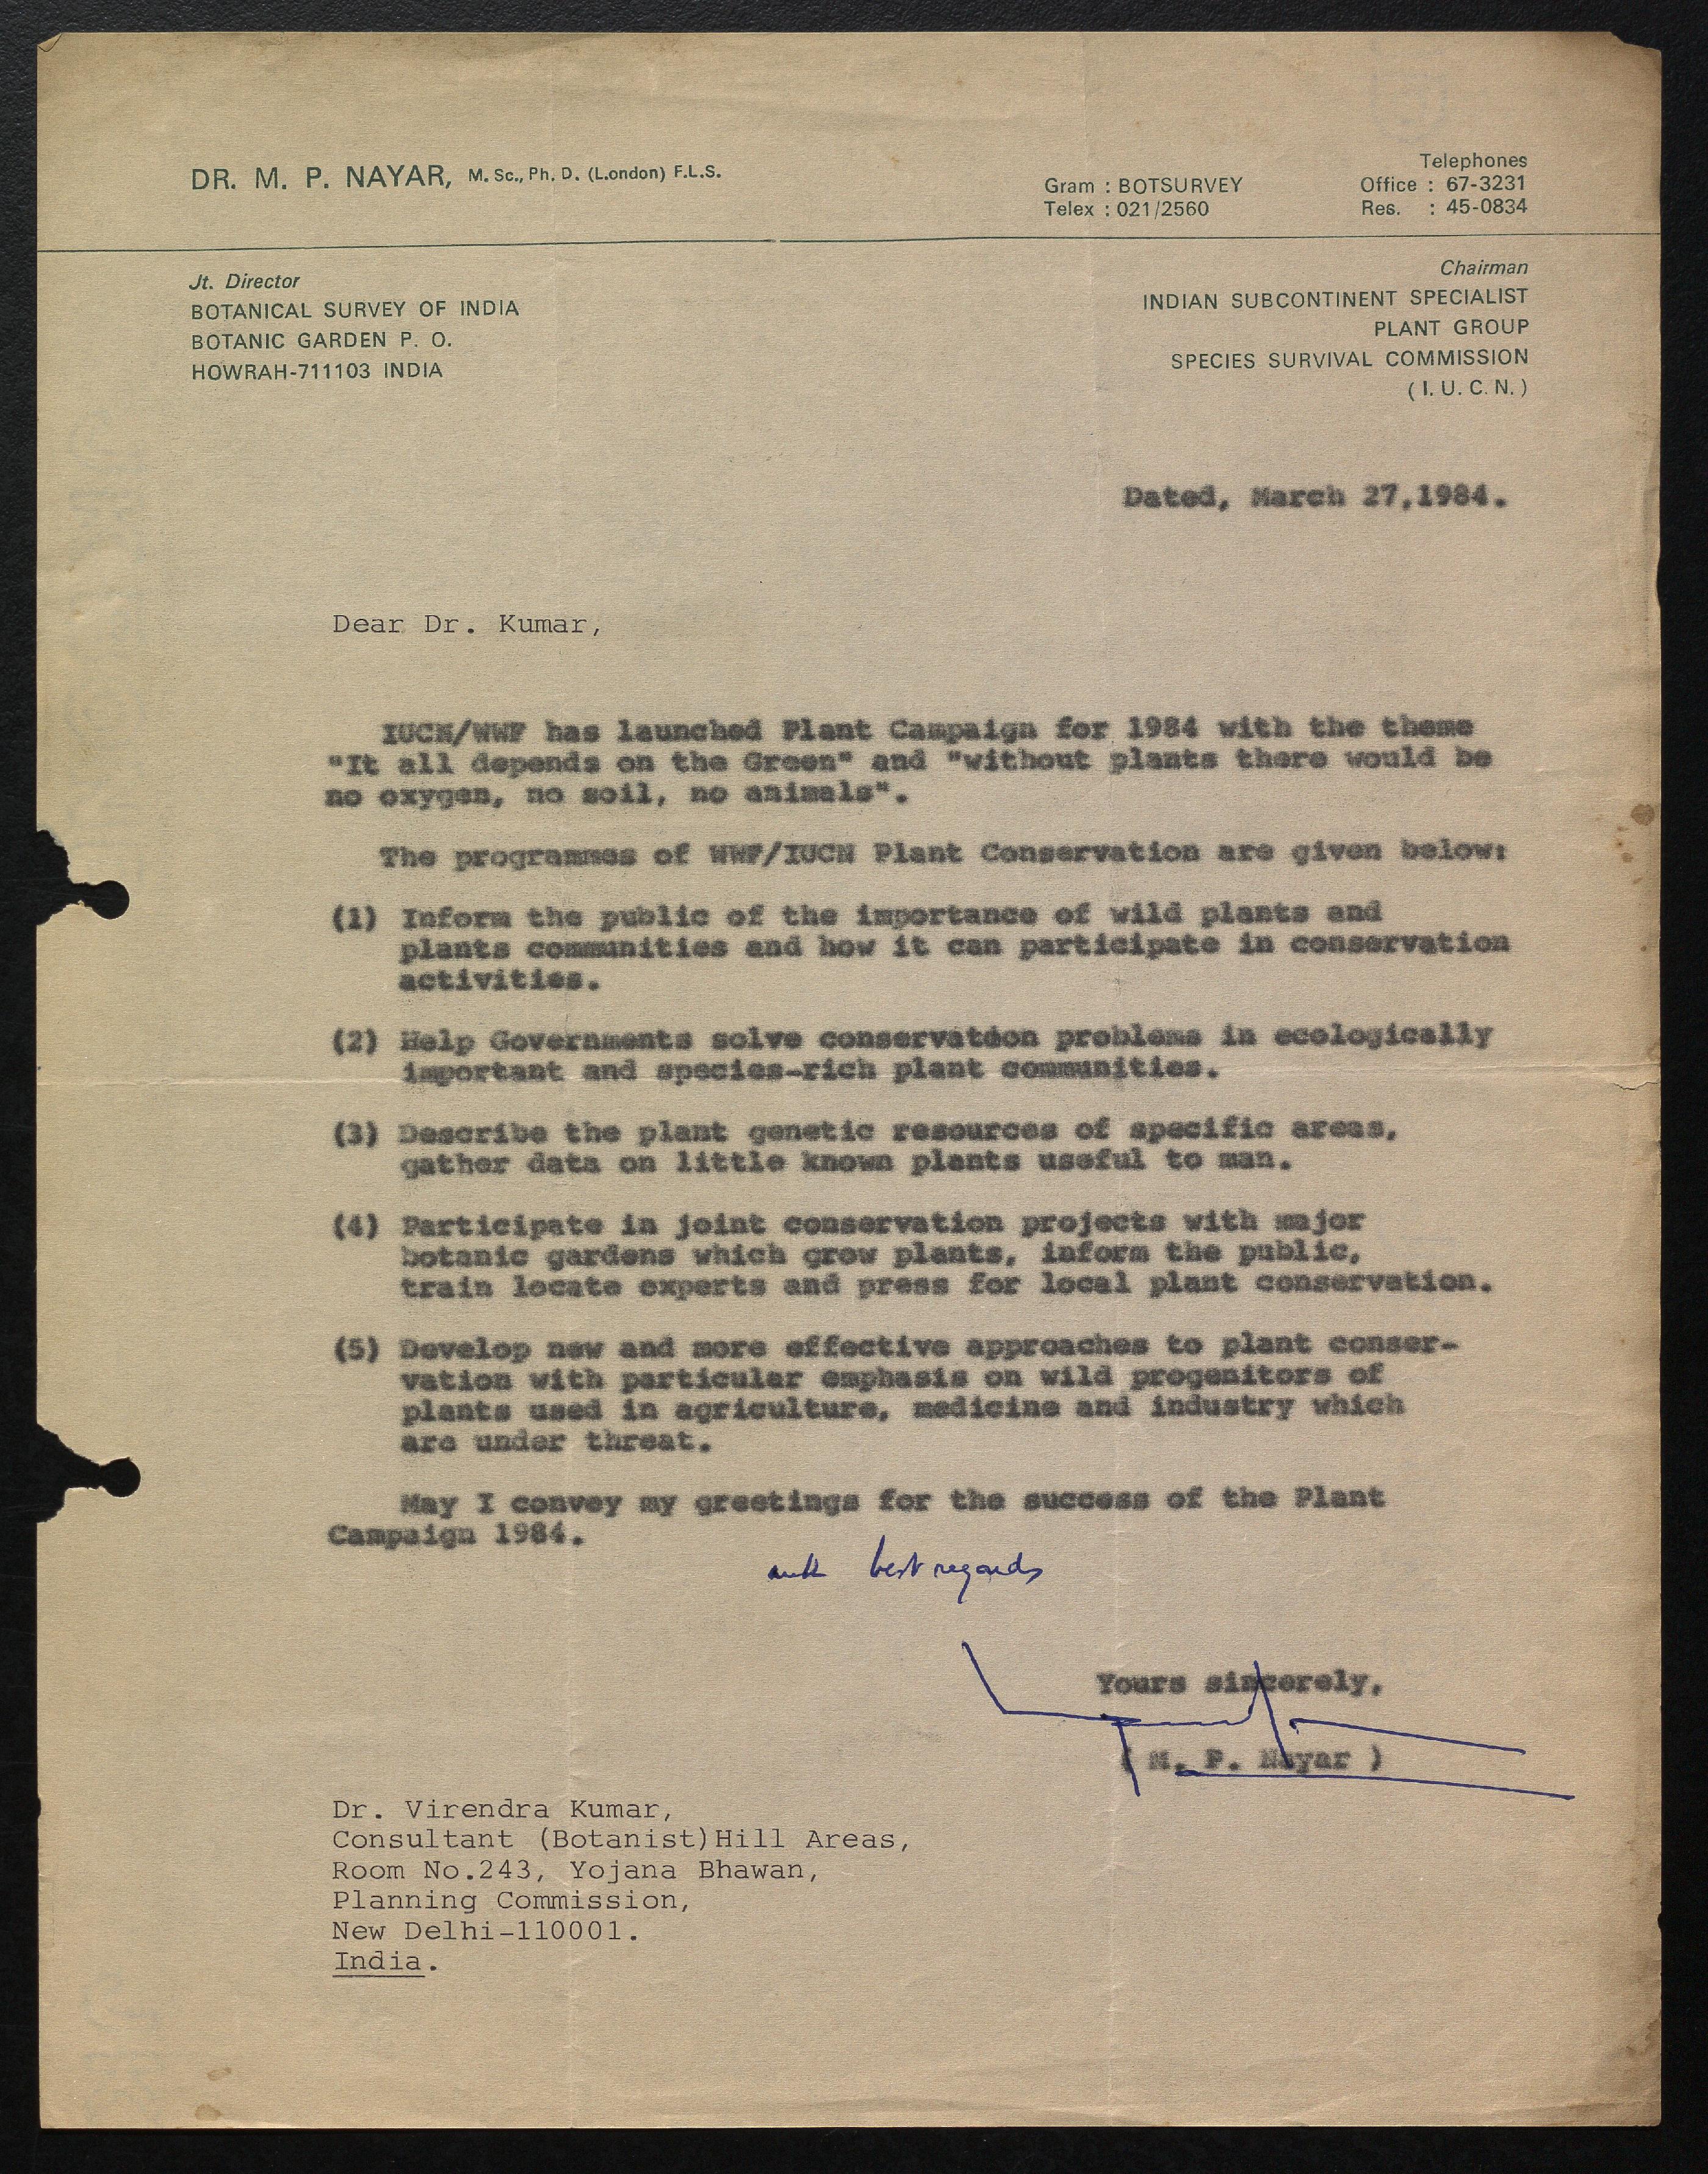 DR. M. P. NAYAR, M. Sc., Ph. D. (London) F.L.S.
Gram : BOTSURVEY
Telex : 021/2560
Telephones
Office : 67-3231
Res. : 45-0834
Jt. Director
BOTANICAL SURVEY OF INDIA
BOTANIC GARDEN P. O.
HOWRAH-711103 INDIA
Chairman
INDIAN SUBCONTINENT SPECIALIST
PLANT GROUP
SPECIES SURVIVAL COMMISSION
( I. U. C. N. )
Dated, March 27,1984.
Dear Dr. Kumar,
IUCN/WWF has launched Plant Campaign for 1984 with the theme
"It all depends on the Green" and "without plants there would be
no oxygen, no soil, no animals".
The programmes of WWF/IUCN Plant Conservation are given below:
(1) Inform the public of the importance of wild plants and
plants communities and how it can participate in conservation
activities.
(2) Help Governments solve conservation problems in ecologically
important and species-rich plant communities.
(3) Describe the plant genetic resources of specific areas,
gather data on little known plants useful to man.
(4) Participate in joint conservation projects with major
botanic gardens which grow plants, inform the public,
train locate experts and press for local plant conservation.
(5) Develop new and more effective approaches to plant conser-
vation with particular emphasis on wild progenitors of
plants used in agriculture, medicine and industry which
are under threat.
May I convey my greetings for the success of the Plant
Campaign 1984.
with best regards
Yours sincerely,
( M. P. Nayar )
Dr. Virendra Kumar,
Consultant (Botanist)Hill Areas,
Room No.243, Yojana Bhawan,
Planning Commission,
New Delhi-110001.
India.